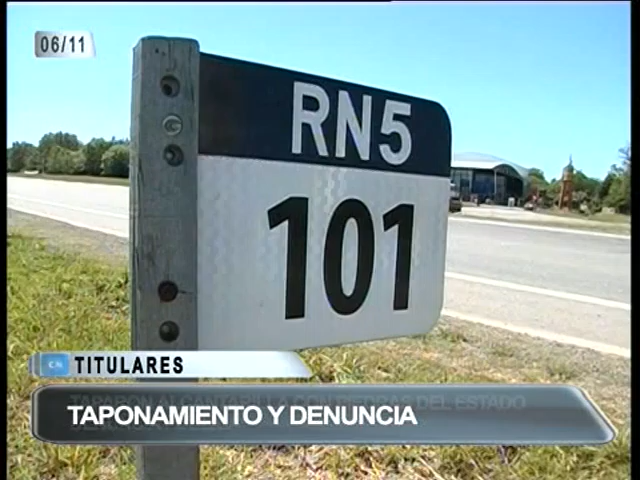 06/11
RN5
101
TITULARES
TAPONAMIENTO Y DENUNCIA